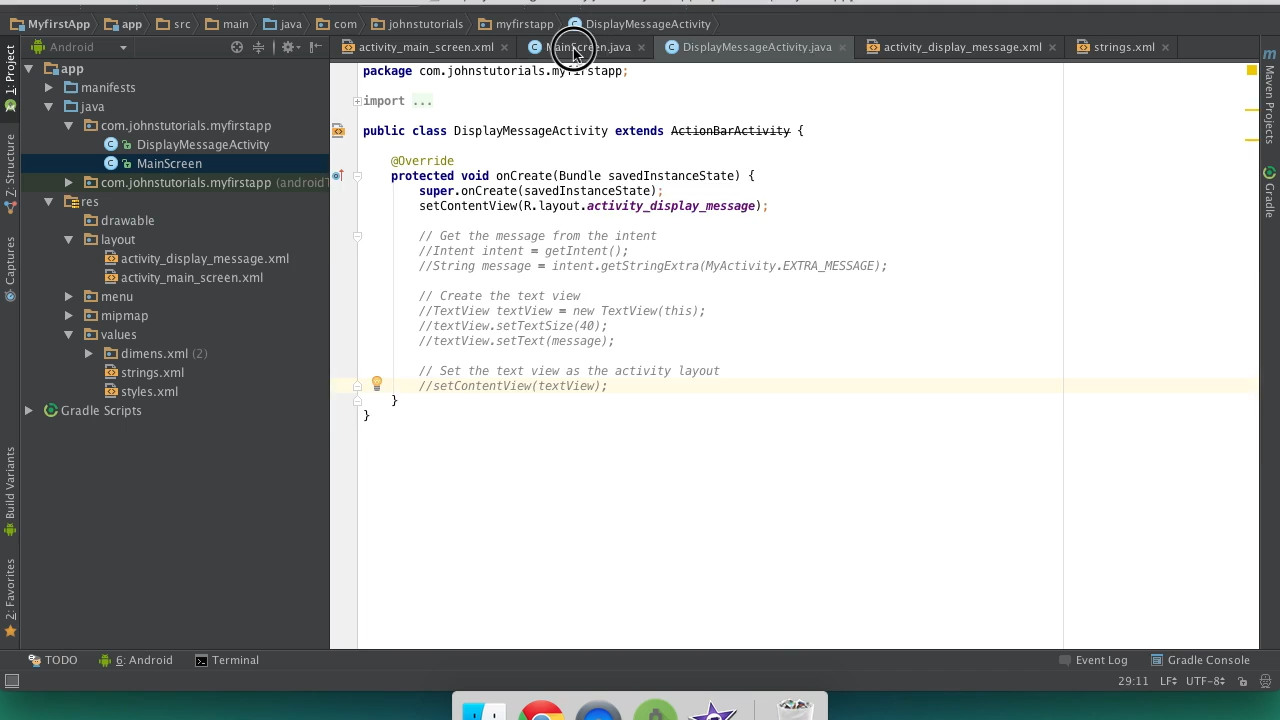 MyfirstApp app src main java com johnstutorials myfirstapp DisplayMessageActivity
Android
activity_main_screen.xml MainScreen.java DisplayMessageActivity.java activity_display_message.xml strings.xml
1: Project
Z: Structure
Captures
Build Variants
2: Favorites
app
manifests
java
com.johnstutorials.myfirstapp
DisplayMessageActivity
MainScreen
com.johnstutorials.myfirstapp
res
drawable
layout
activity_display_message.xml
activity_main_screen.xml
menu
mipmap
values
dimens.xml (2)
strings.xml
styles.xml
Gradle Scripts
package com.johnstutorials.myfirstapp;
import ...
public class DisplayMessageActivity extends ActionBarActivity {
@Override
protected void onCreate(Bundle savedInstanceState) {
super.onCreate(savedInstanceState);
setContentView(R.layout.activity_display_message);
// Get the message from the intent
//Intent intent = getIntent();
//String message = intent.getStringExtra(MyActivity.EXTRA_MESSAGE);
// Create the text view
//TextView textView = new TextView(this);
//textView.setTextSize(40);
//textView.setText(message);
// Set the text view as the activity layout
//setContentView(textView);
}
}
Maven Projects
Gradle
TODO 6: Android Terminal Event Log Gradle Console
29:11 LF UTF-8